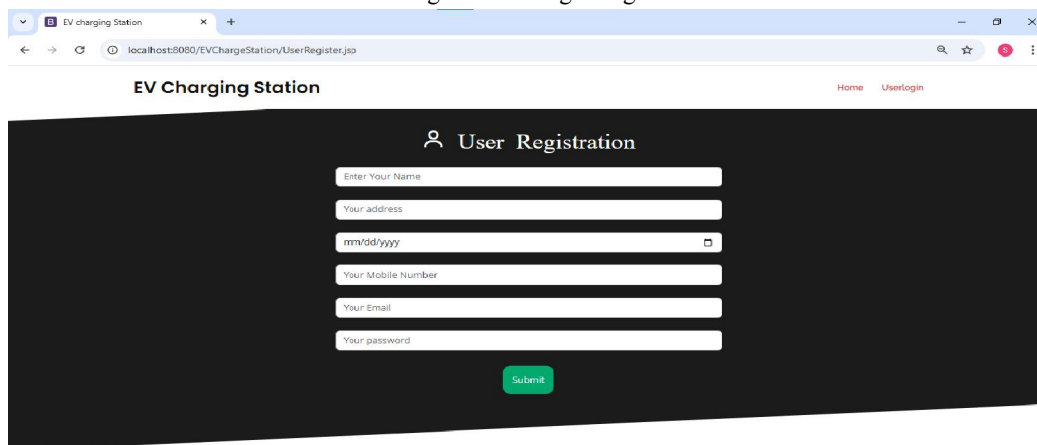 EV charging Station
localhost:8080/EVChargeStation/UserRegister.jsp
S
EV Charging Station
Home Userlogin
User Registration
Enter Your Name
Your address
mm/dd/yyyy
Your Mobile Number
Your Email
Your password
Submit